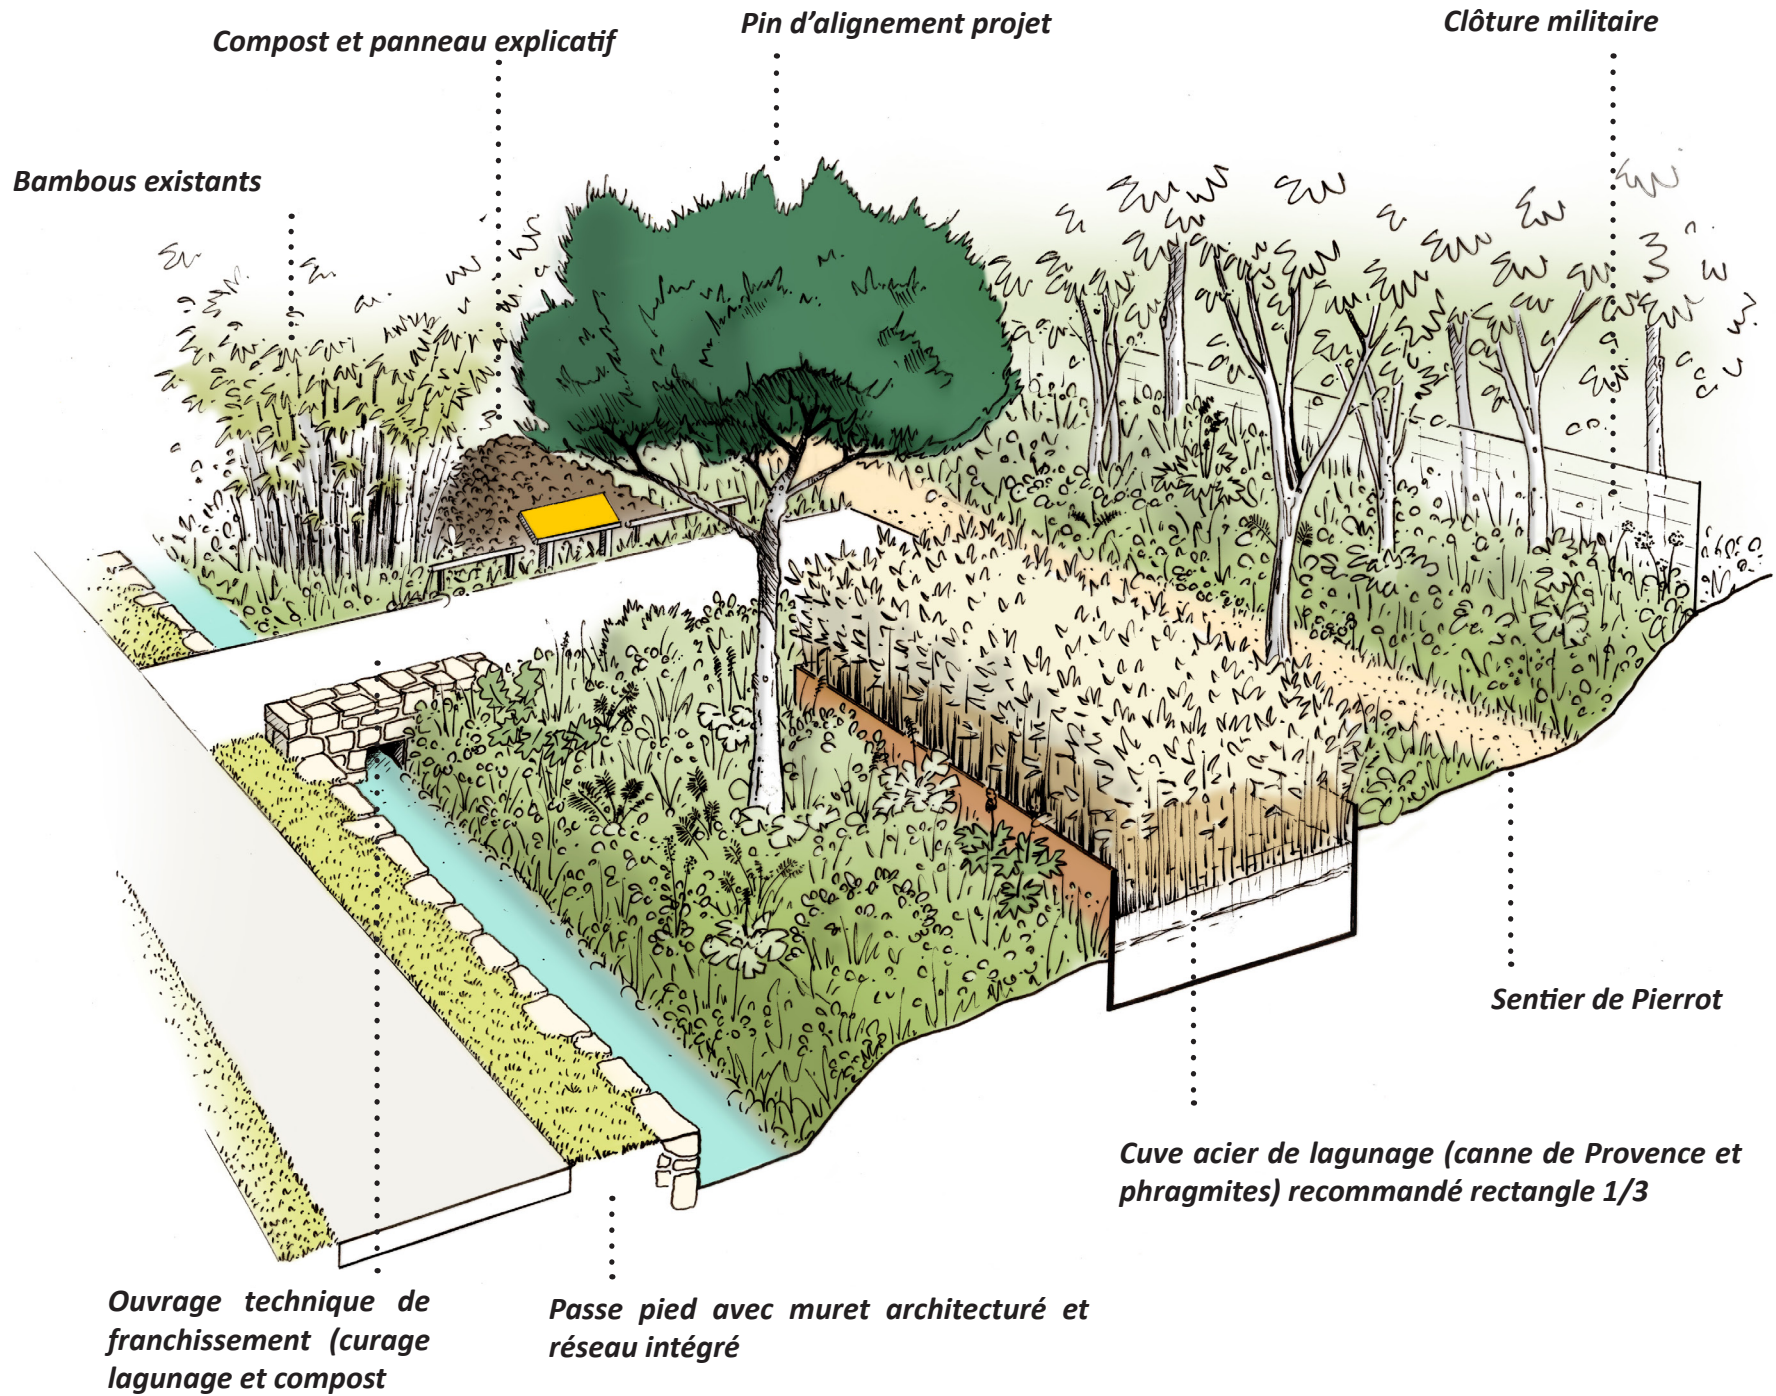 Pin d’alignement projet
Clôture militaire
Compost et panneau explicatif
Bambous existants
Sentier de Pierrot
Cuve acier de lagunage (canne de Provence et
phragmites) recommandé rectangle 1/3
Ouvrage technique de
franchissement (curage
lagunage et compost
Passe pied avec muret architecturé et
réseau intégré